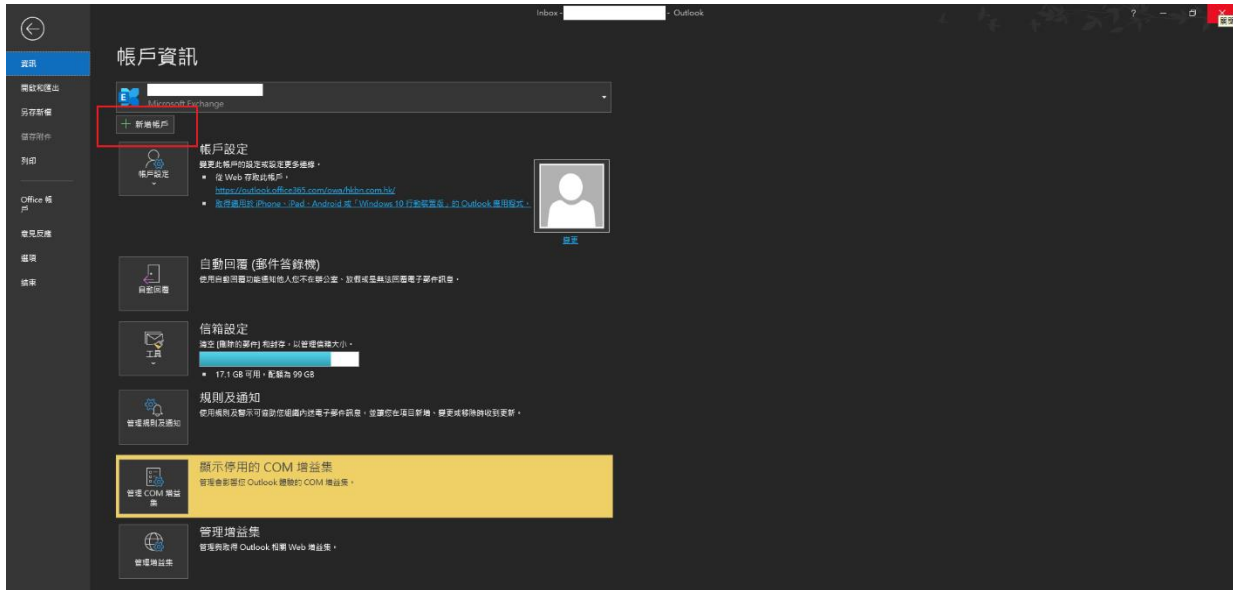 Inbox - - Outlook
?
帳戶資訊
資訊
開啟和匯出
另存新檔
儲存附件
列印
Office 帳
戶
意見反應
選項
結束
E
Microsoft Exchange
新增帳戶
帳戶設定
帳戶設定
變更此帳戶的設定或設定更多連線。
從 Web 存取此帳戶。
https://outlook.office365.com/owa/hkbn.com.hk/
取得適用於 iPhone、iPad、Android 或「Windows 10 行動裝置版」的 Outlook 應用程式。
變更
自動回覆
自動回覆 (郵件答錄機)
使用自動回覆功能通知他人您不在辦公室、放假或是無法回覆電子郵件訊息。
工具
信箱設定
清空 [刪除的郵件] 和封存，以管理信箱大小。
17.1 GB 可用，配額為 99 GB
管理規則及通知
規則及通知
使用規則及警示可協助您組織內送電子郵件訊息，並讓您在項目新增、變更或移除時收到更新。
管理 COM 增益
集
顯示停用的 COM 增益集
管理會影響您 Outlook 體驗的 COM 增益集。
管理增益集
管理增益集
管理與取得 Outlook 相關 Web 增益集。